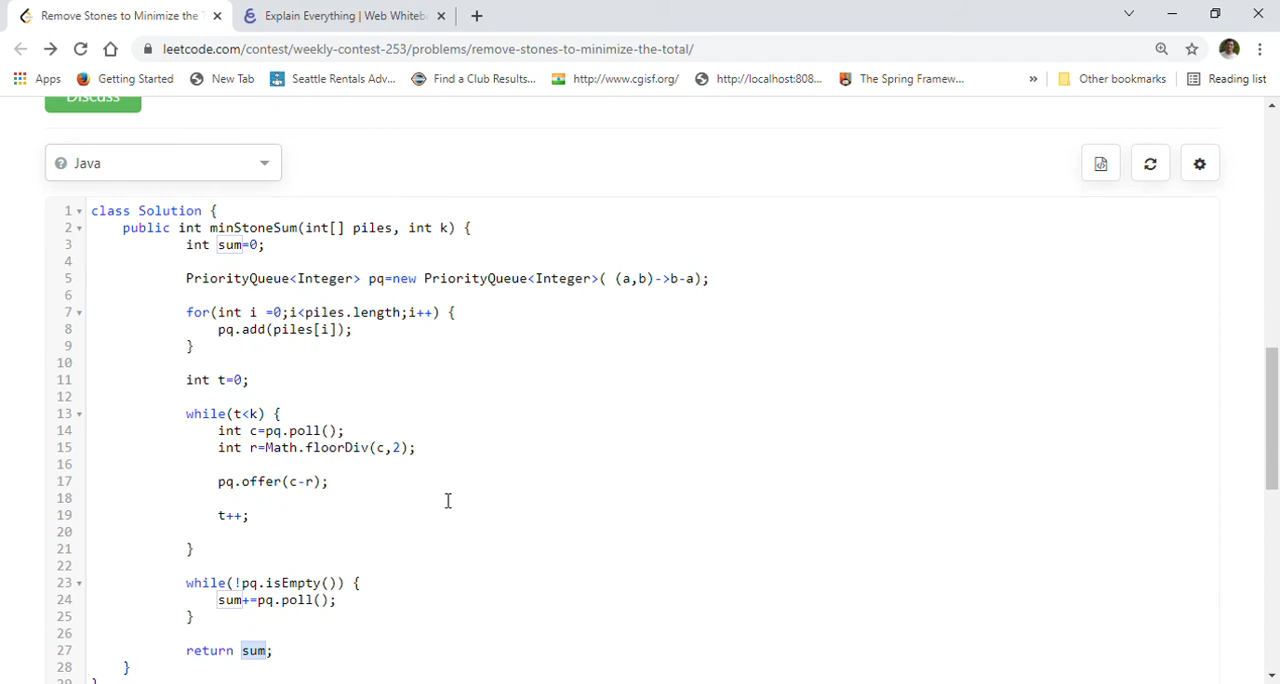 Remove Stones to Minimize the
Explain Everything | Web Whiteb
leetcode.com/contest/weekly-contest-253/problems/remove-stones-to-minimize-the-total/
Apps Getting Started New Tab Seattle Rentals Adv... Find a Club Results... http://www.cgisf.org/ http://localhost:808... The Spring Framew... » Other bookmarks Reading list
Discuss
Java
1 class Solution {
2 public int minStoneSum(int[] piles, int k) {
3 int sum=0;
4
5 PriorityQueue<Integer> pq=new PriorityQueue<Integer>( (a,b)->b-a);
6
7 for(int i =0;i<piles.length;i++) {
8 pq.add(piles[i]);
9 }
10
11 int t=0;
12
13 while(t<k) {
14 int c=pq.poll();
15 int r=Math.floorDiv(c,2);
16
17 pq.offer(c-r);
18
19 t++;
20
21 }
22
23 while(!pq.isEmpty()) {
24 sum+=pq.poll();
25 }
26
27 return sum;
28 }
29 }